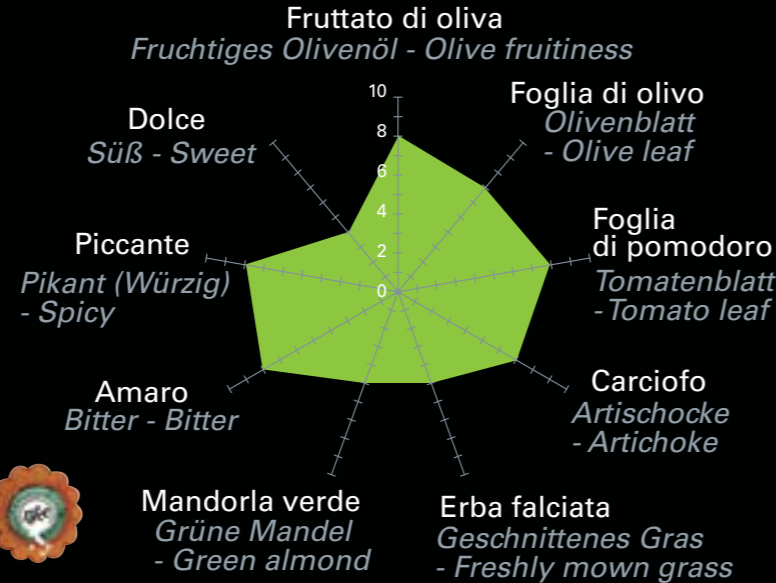 Fruttato di oliva
Fruchtiges Olivenöl - Olive fruitiness
10
8
6
4
2
0
Foglia di olivo
Olivenblatt
- Olive leaf
Foglia
di pomodoro
Tomatenblatt
- Tomato leaf
Carciofo
Artischocke
- Artichoke
Erba falciata
Geschnittenes Gras
- Freshly mown grass
Mandorla verde
Grüne Mandel
- Green almond
Amaro
Bitter - Bitter
Piccante
Pikant (Würzig)
- Spicy
Dolce
Süß - Sweet